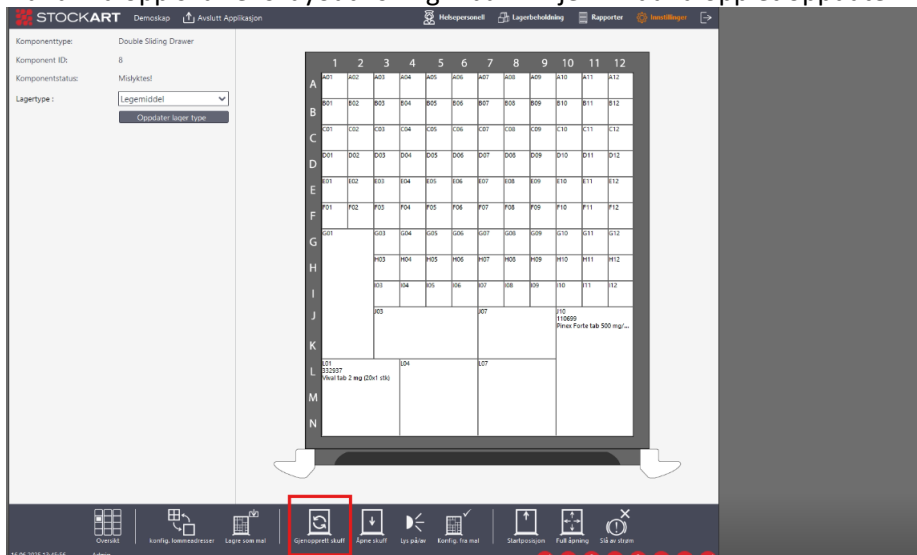 STOCKART Demoskap Avslutt Applikasjon Helsepersonell Lagerbeholdning Rapporter Innstillinger
Komponenttype: Double Sliding Drawer
Komponent ID: 8
Komponentstatus: Mislyktes!
Lagertype : Legemiddel
Oppdater lager type
1 2 3 4 5 6 7 8 9 10 11 12
A A01 A02 A03 A04 A05 A06 A07 A08 A09 A10 A11 A12
B B01 B02 B03 B04 B05 B06 B07 B08 B09 B10 B11 B12
C C01 C02 C03 C04 C05 C06 C07 C08 C09 C10 C11 C12
D D01 D02 D03 D04 D05 D06 D07 D08 D09 D10 D11 D12
E E01 E02 E03 E04 E05 E06 E07 E08 E09 E10 E11 E12
F F01 F02 F03 F04 F05 F06 F07 F08 F09 F10 F11 F12
G G01 G03 G04 G05 G06 G07 G08 G09 G10 G11 G12
H H03 H04 H05 H06 H07 H08 H09 H10 H11 H12
I I03 I04 I05 I06 I07 I08 I09 I10 I11 I12
J J03 J07 J10
110699
Pinex Forte tab 500 mg/...
K
L L01 L04 L07
332937
Vival tab 2 mg (20x1 stk)
M
N
Oversikt konfig. lommeadresser Lagre som mal Gjenopprett skuff Åpne skuff Lys på/av Konfig. fra mal Startposisjon Full åpning Slå av strøm
Admin